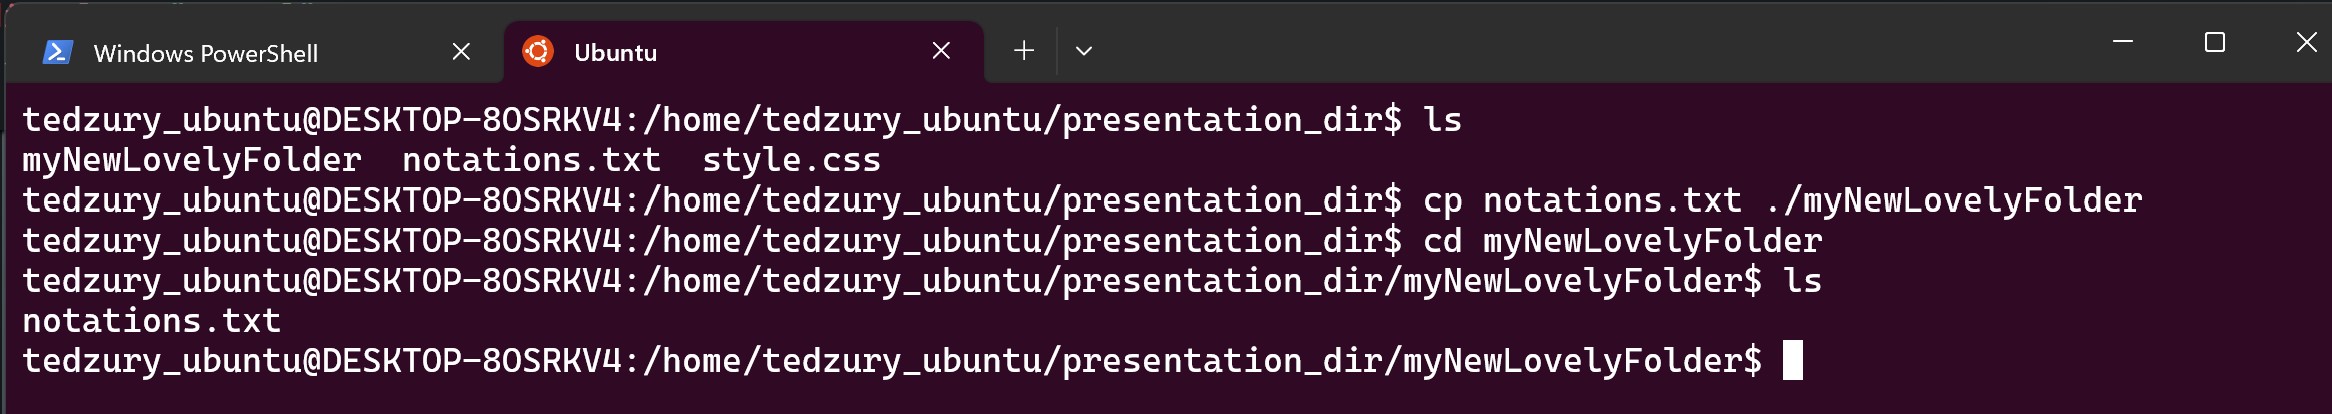 Windows PowerShell Ubuntu
tedzury_ubuntu@DESKTOP-8OSRKV4:/home/tedzury_ubuntu/presentation_dir$ ls
myNewLovelyFolder  notations.txt  style.css
tedzury_ubuntu@DESKTOP-8OSRKV4:/home/tedzury_ubuntu/presentation_dir$ cp notations.txt ./myNewLovelyFolder
tedzury_ubuntu@DESKTOP-8OSRKV4:/home/tedzury_ubuntu/presentation_dir$ cd myNewLovelyFolder
tedzury_ubuntu@DESKTOP-8OSRKV4:/home/tedzury_ubuntu/presentation_dir/myNewLovelyFolder$ ls
notations.txt
tedzury_ubuntu@DESKTOP-8OSRKV4:/home/tedzury_ubuntu/presentation_dir/myNewLovelyFolder$